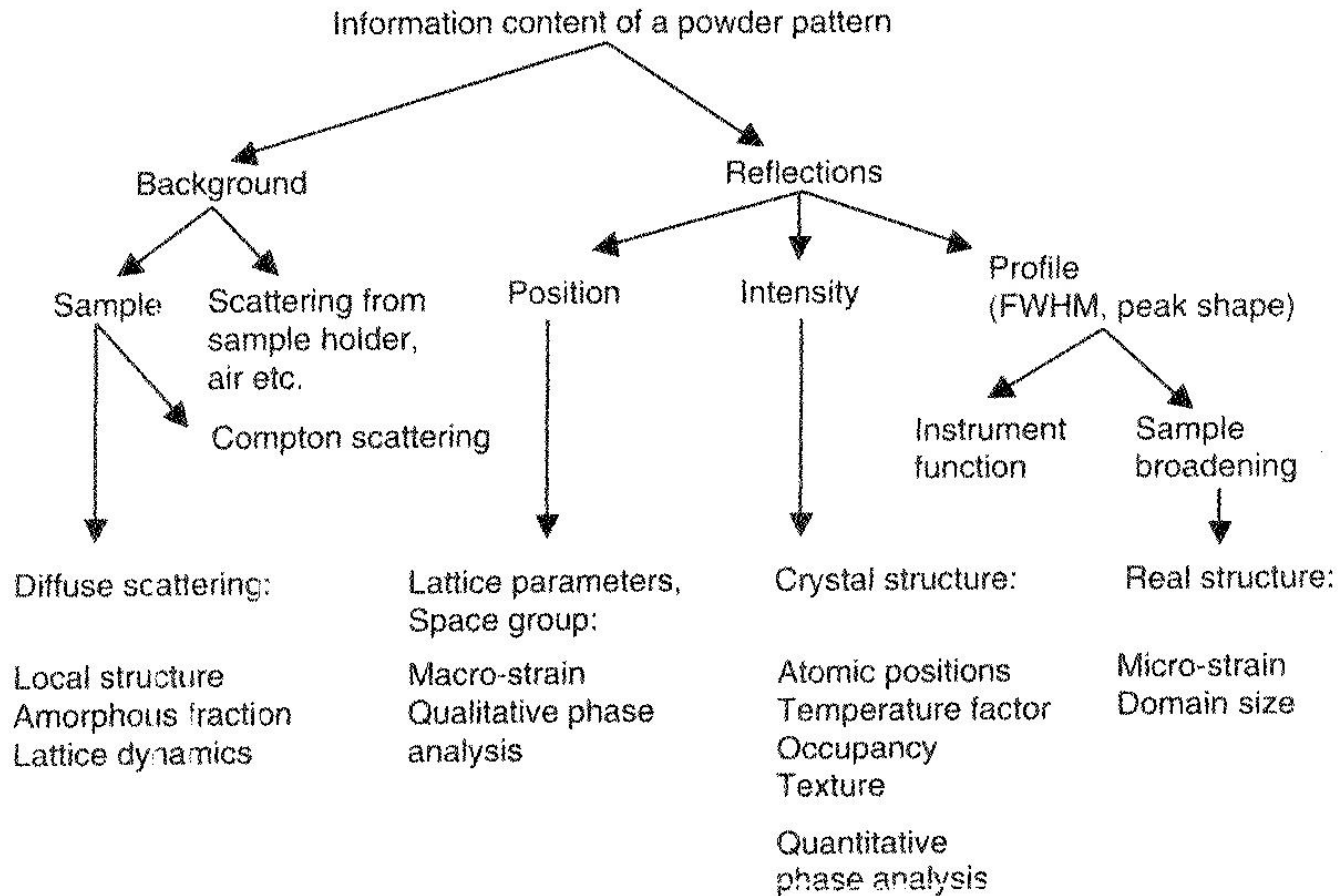 Information content of a powder pattern
Background
Reflections
Sample
Scattering from
sample holder,
air etc.
Compton scattering
Position
Intensity
Profile
(FWHM, peak shape)
Instrument
function
Sample
broadening
Diffuse scattering:
Local structure
Amorphous fraction
Lattice dynamics
Lattice parameters,
Space group:
Macro-strain
Qualitative phase
analysis
Crystal structure:
Atomic positions
Temperature factor
Occupancy
Texture
Quantitative
phase analysis
Real structure:
Micro-strain
Domain size